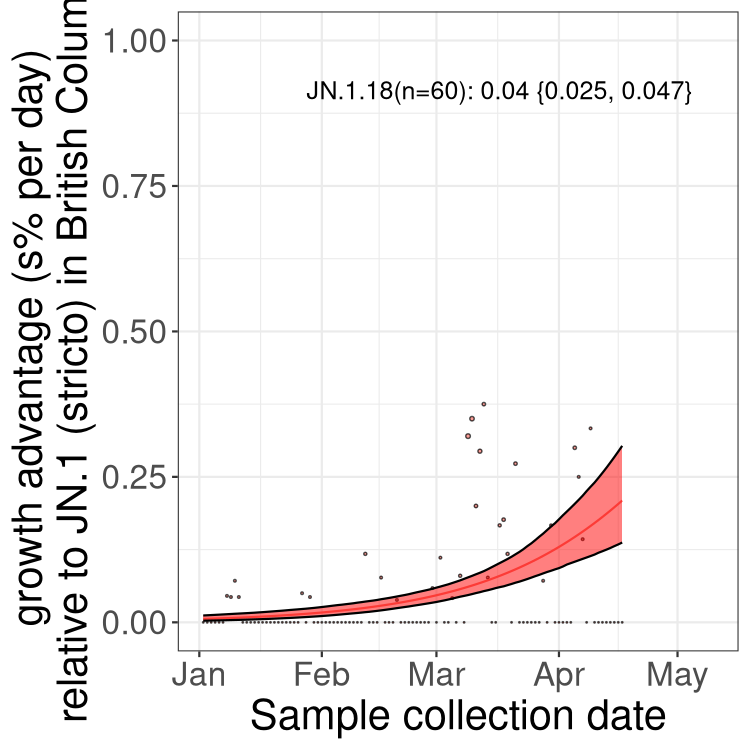 growth advantage (s% per day)
relative to JN.1 (stricto) in British Colum
1.00
0.75
0.50
0.25
0.00
JN.1.18(n=60): 0.04 {0.025, 0.047}
Jan Feb Mar Apr May
Sample collection date